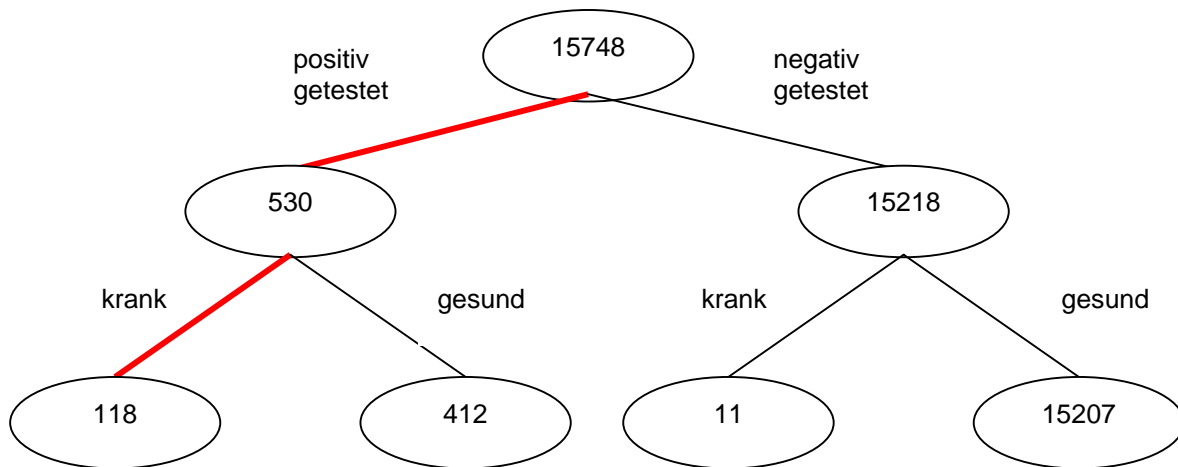 15748
positiv
getestet
negativ
getestet
530
15218
krank
gesund
krank
gesund
118
412
11
15207